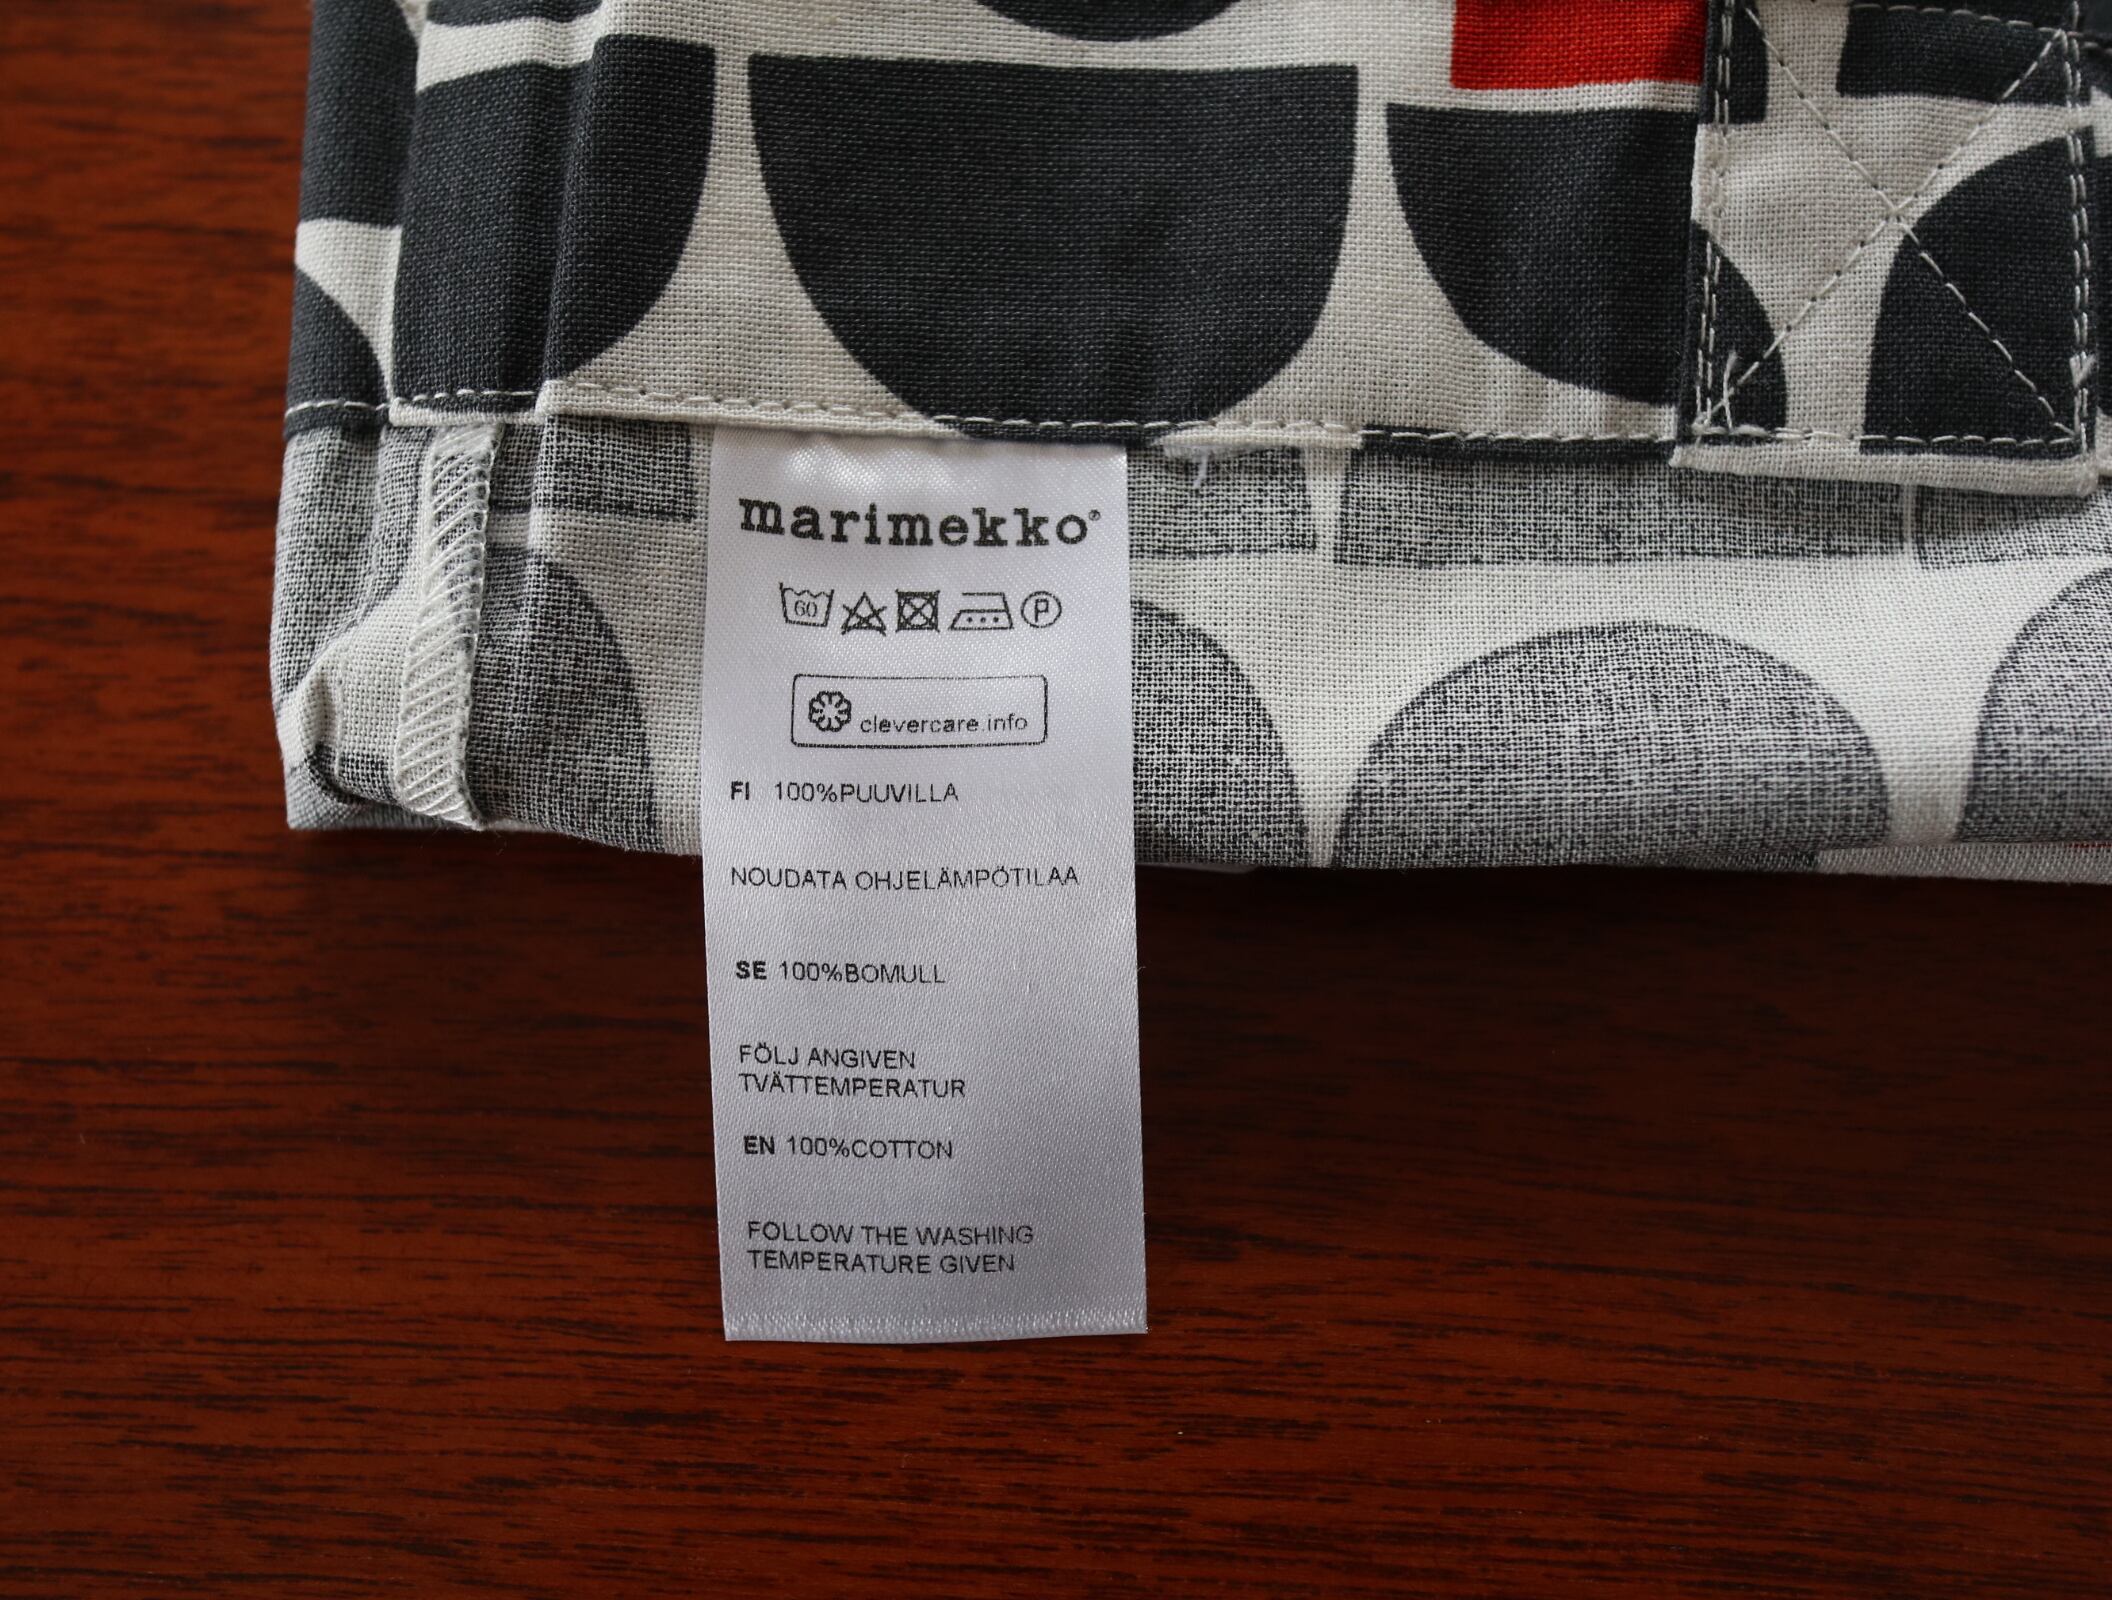 marimekko®
60 P
clevercare.info
FI 100%PUUVILLA
NOUDATA OHJELÄMPÖTILAA
SE 100%BOMULL
FÖLJ ANGIVEN
TVÄTTEMPERATUR
EN 100%COTTON
FOLLOW THE WASHING
TEMPERATURE GIVEN